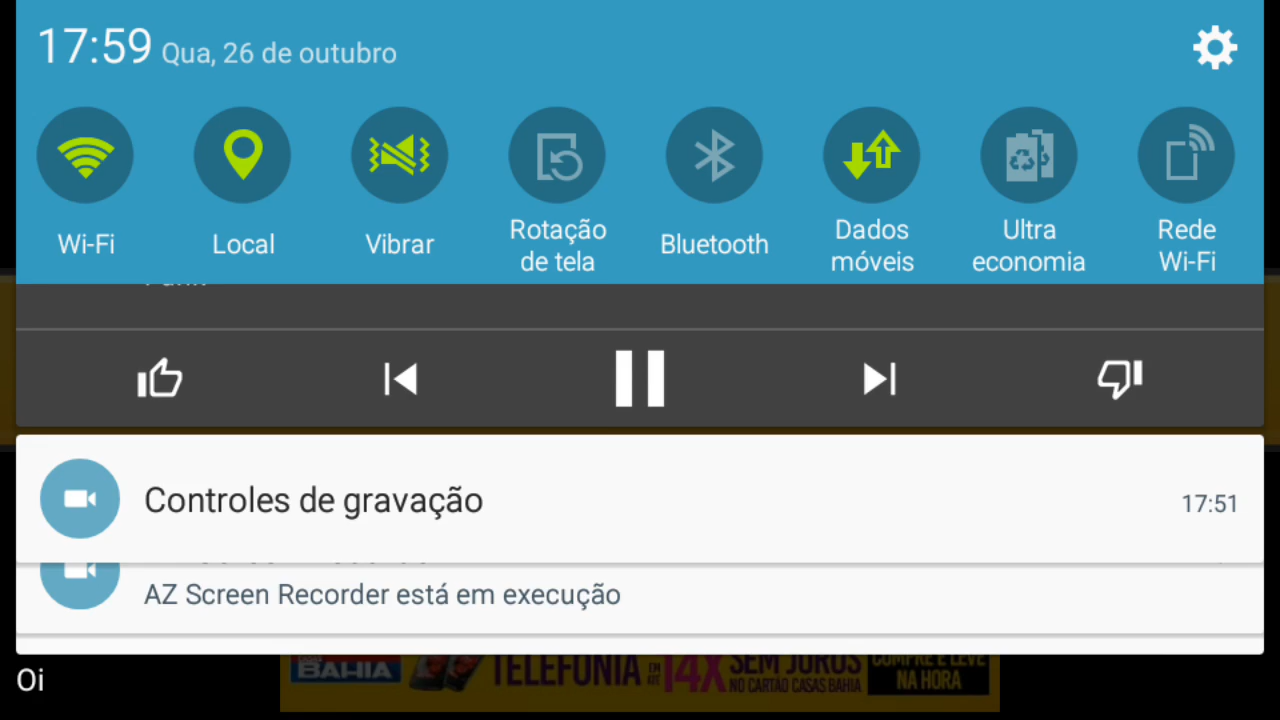 17:59 Qua, 26 de outubro
Wi-Fi
Local
Vibrar
Rotação
de tela
Bluetooth
Dados
móveis
Ultra
economia
Rede
Wi-Fi
Controles de gravação
17:51
AZ Screen Recorder está em execução
BAHIA
TELEFONIA EM ATÉ 14X SEM JUROS
NO CARTÃO CASAS BAHIA
COMPRE E LEVE
NA HORA
Oi